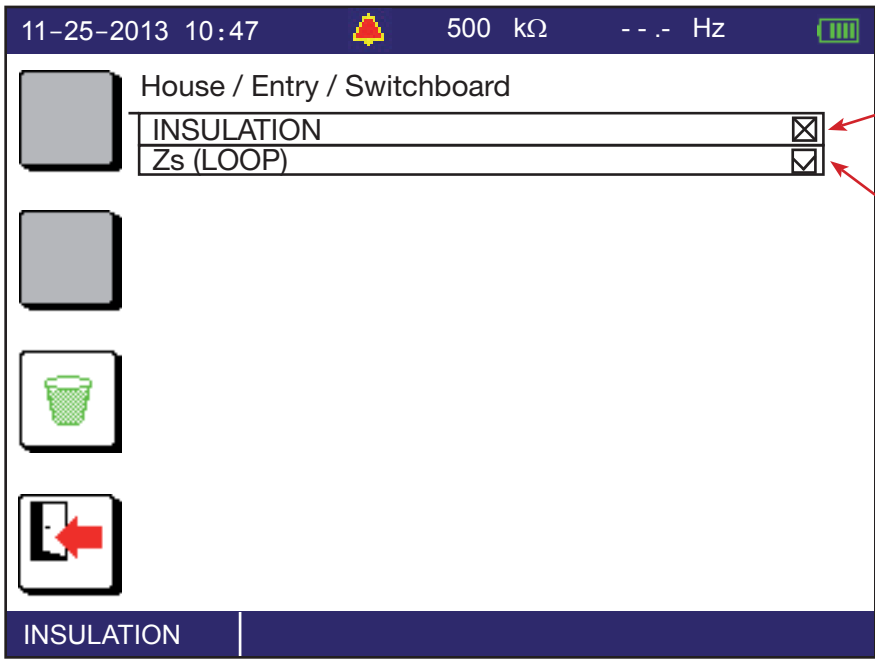 11-25-2013 10:47 500 kΩ - - .- Hz
House / Entry / Switchboard
INSULATION
Zs (LOOP)
INSULATION